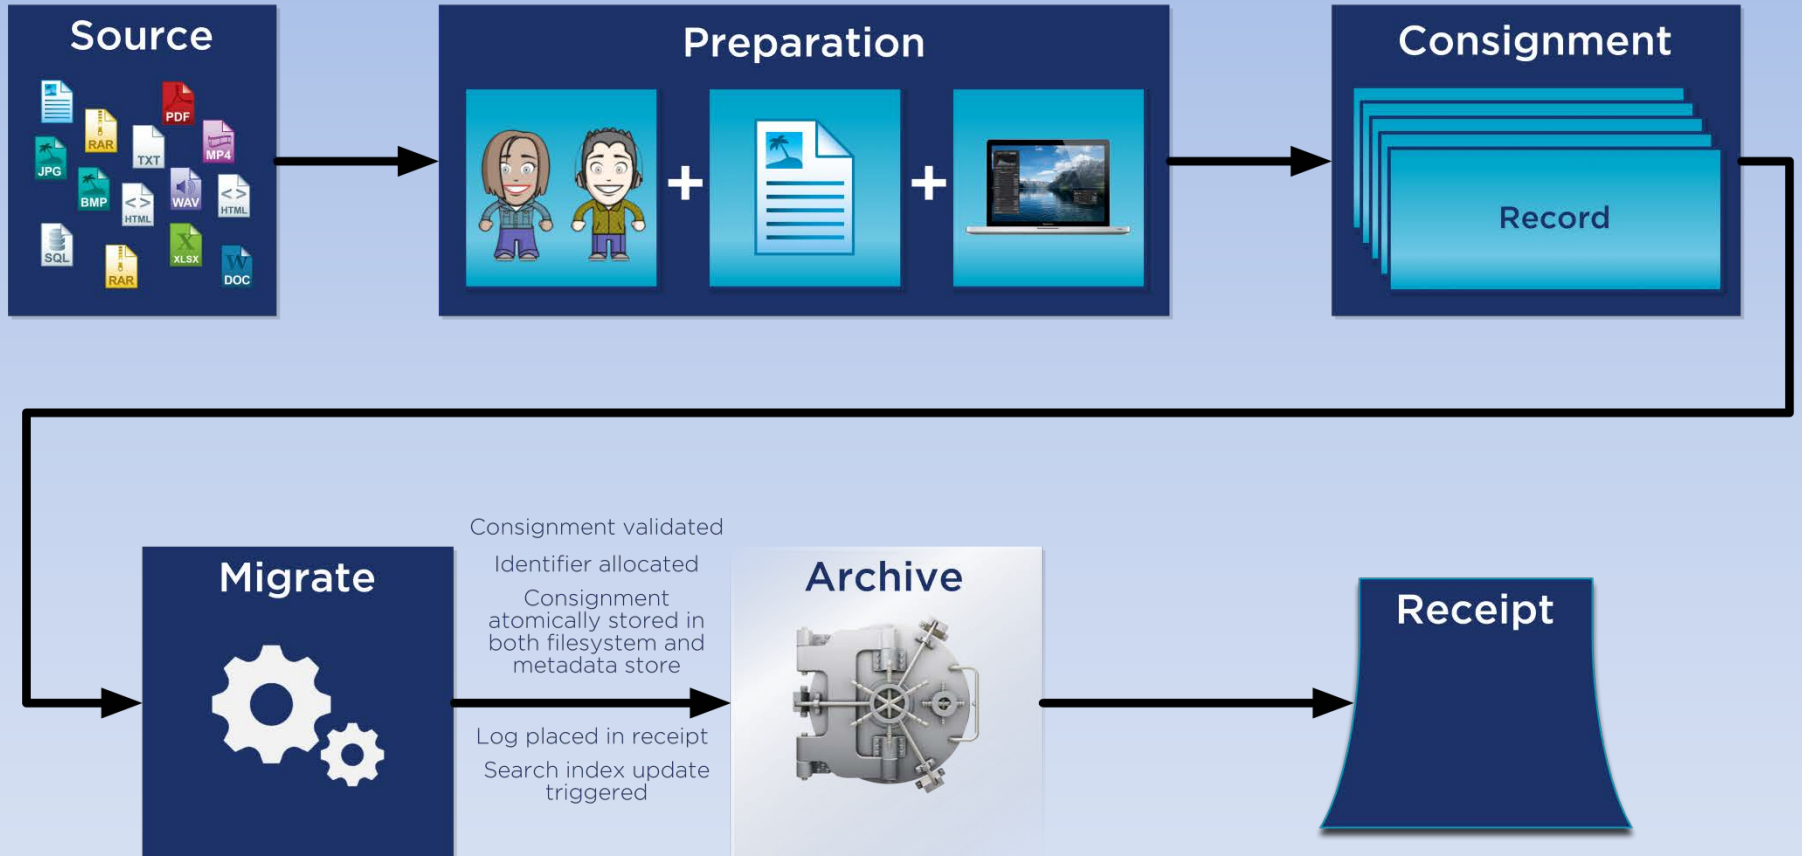 Source
Preparation
Consignment
PDF
RAR
TXT
MP4
JPG
BMP
HTML
WAV
HTML
SQL
RAR
XLSX
DOC
+
+
Record
Migrate
Consignment validated
Identifier allocated
Consignment
atomically stored in
both filesystem and
metadata store
Log placed in receipt
Search index update
triggered
Archive
Receipt